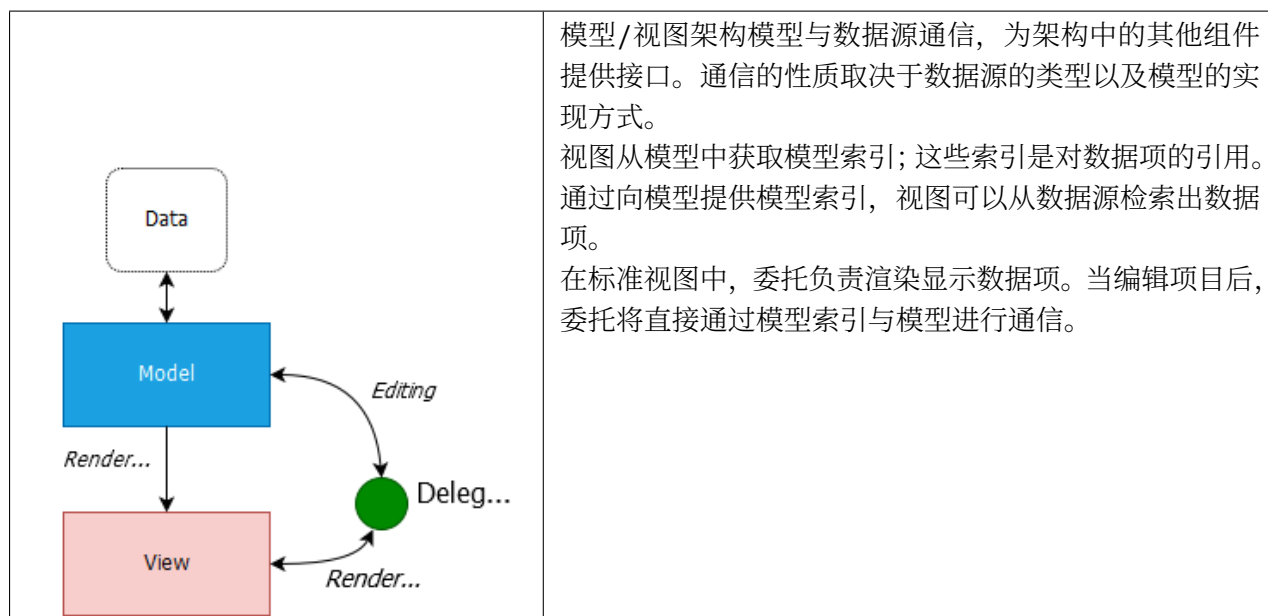 Data
Model
Editing
Render...
Deleg...
View
Render...
模型/视图架构模型与数据源通信，为架构中的其他组件
提供接口。通信的性质取决于数据源的类型以及模型的实
现方式。
视图从模型中获取模型索引；这些索引是对数据项的引用。
通过向模型提供模型索引，视图可以从数据源检索出数据
项。
在标准视图中，委托负责渲染显示数据项。当编辑项目后，
委托将直接通过模型索引与模型进行通信。